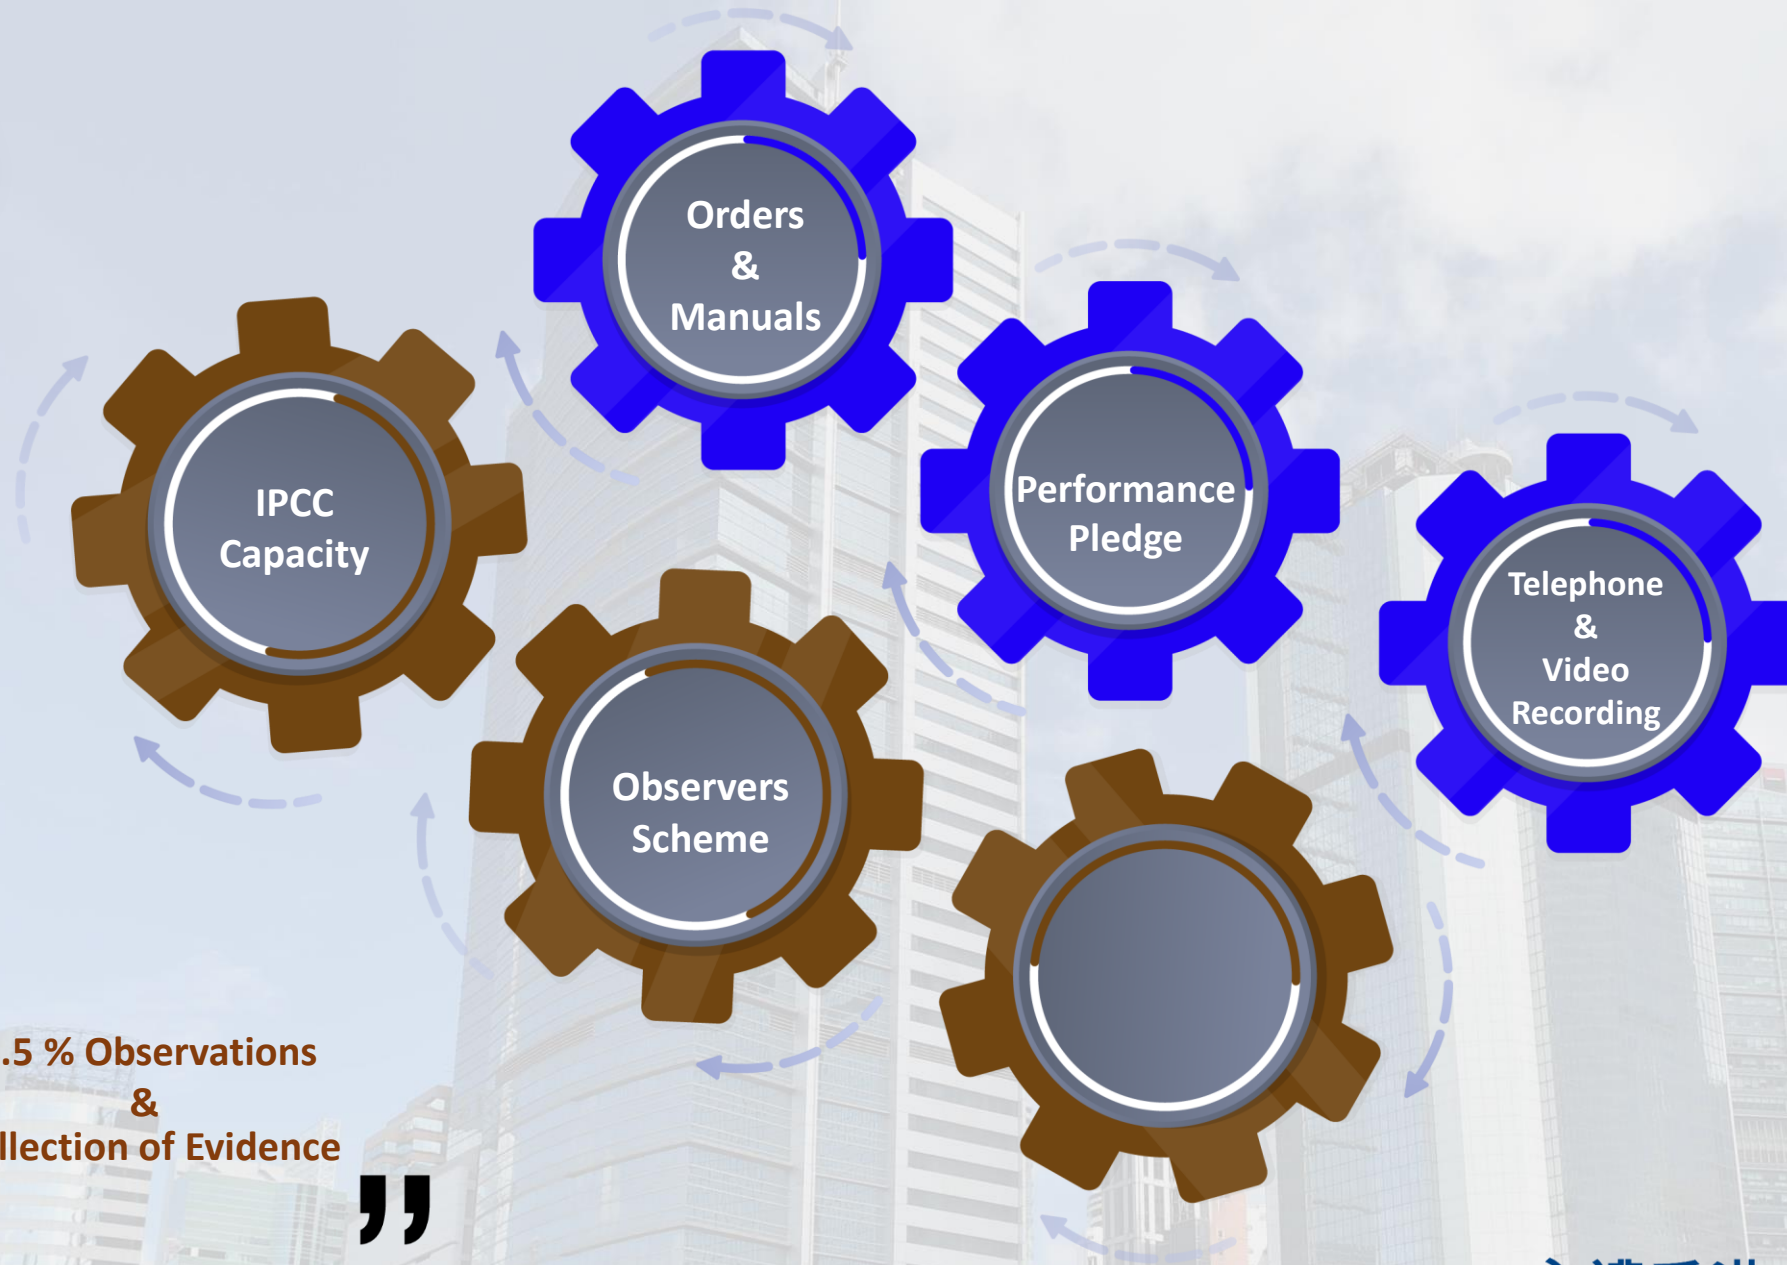 Orders
&
Manuals
IPCC
Capacity
Performance
Pledge
Telephone
&
Video
Recording
Observers
Scheme
.5 % Observations
&
llection of Evidence
”